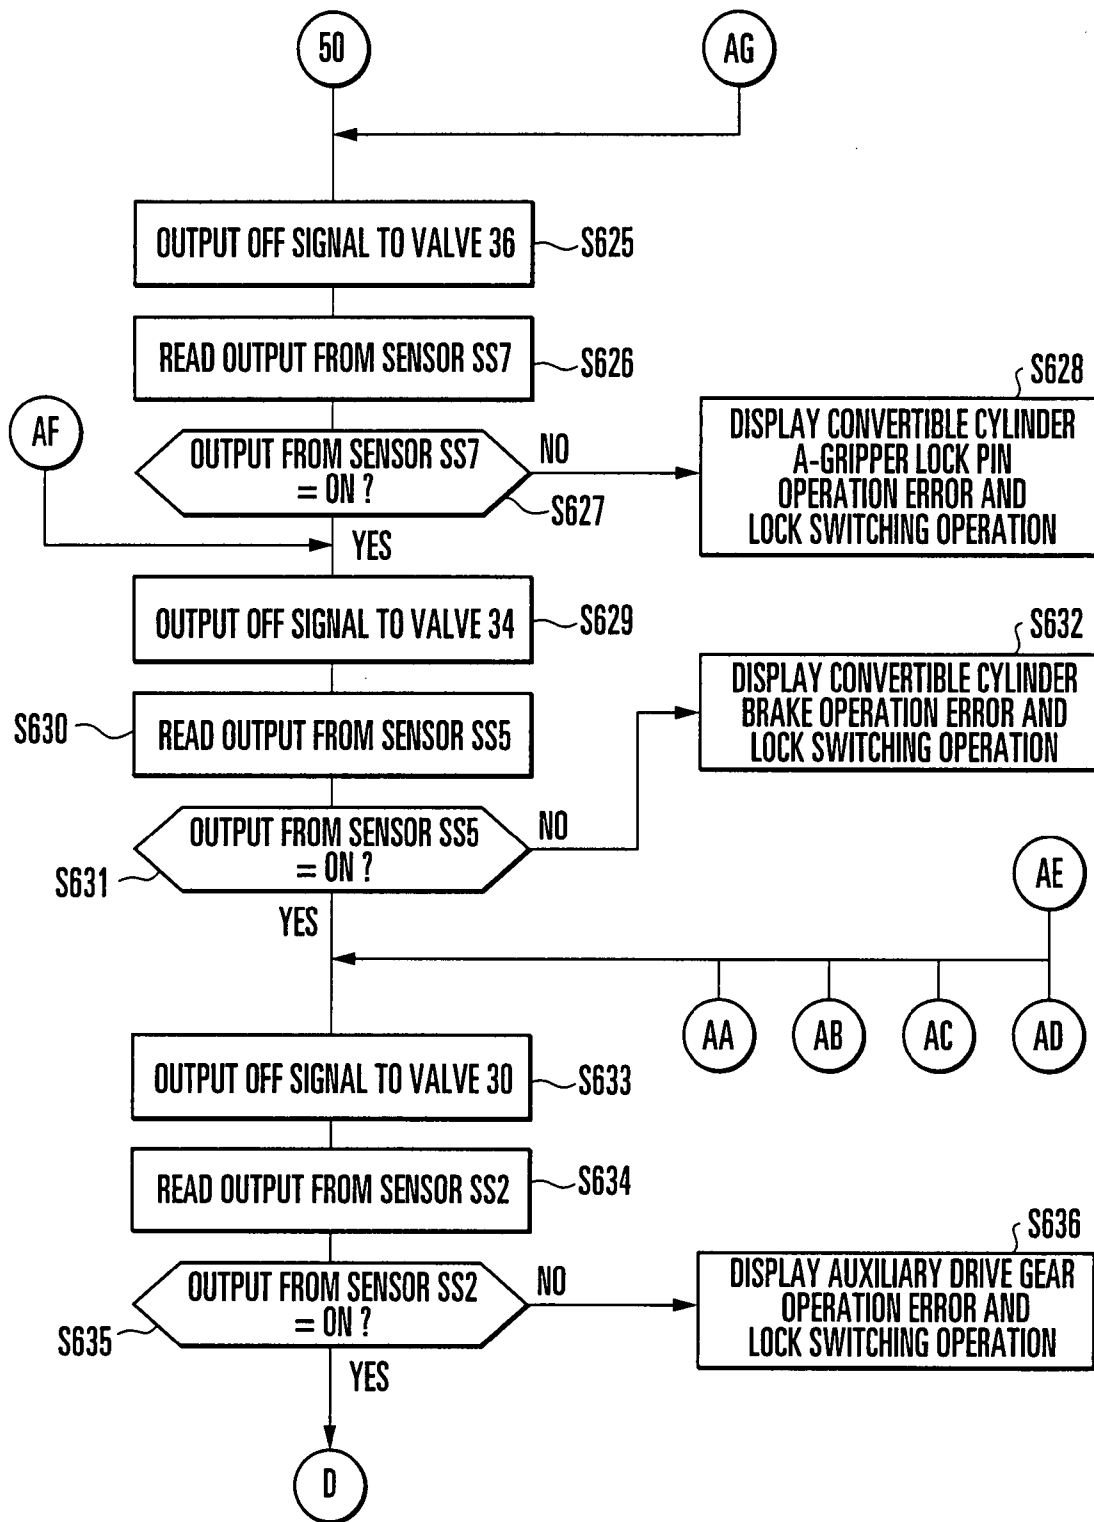 50
AG
OUTPUT OFF SIGNAL TO VALVE 36
S625
READ OUTPUT FROM SENSOR SS7
S626
S628
DISPLAY CONVERTIBLE CYLINDER
A-GRIPPER LOCK PIN
OPERATION ERROR AND
LOCK SWITCHING OPERATION
AF
OUTPUT FROM SENSOR SS7
= ON ?
NO
S627
YES
OUTPUT OFF SIGNAL TO VALVE 34
S629
S632
DISPLAY CONVERTIBLE CYLINDER
BRAKE OPERATION ERROR AND
LOCK SWITCHING OPERATION
S630
READ OUTPUT FROM SENSOR SS5
OUTPUT FROM SENSOR SS5
= ON ?
NO
S631
YES
AE
AA
AB
AC
AD
OUTPUT OFF SIGNAL TO VALVE 30
S633
READ OUTPUT FROM SENSOR SS2
S634
S636
DISPLAY AUXILIARY DRIVE GEAR
OPERATION ERROR AND
LOCK SWITCHING OPERATION
OUTPUT FROM SENSOR SS2
= ON ?
NO
S635
YES
D